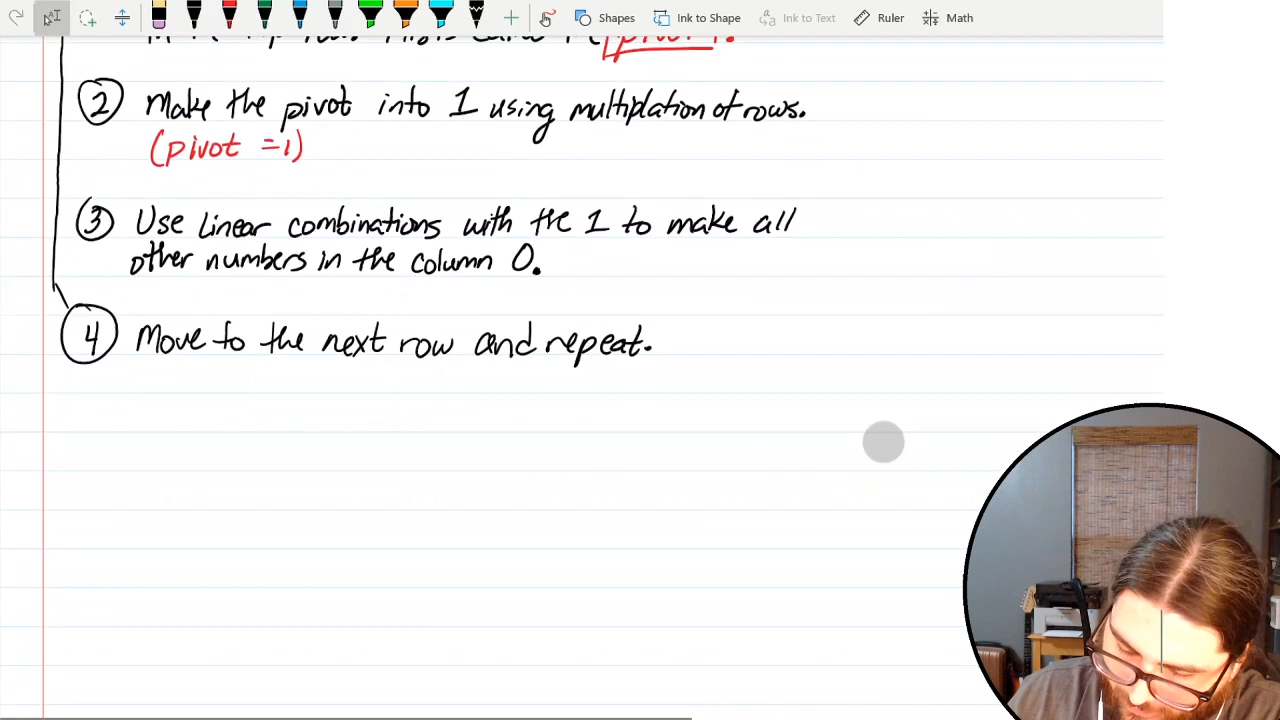 Shapes
Ink to Shape
Ink to Text
Ruler
Math
2 Make the pivot into 1 using multiplation of rows.
(pivot =1)
3 Use Linear combinations with the 1 to make all
other numbers in the column 0.
4 Move to the next row and repeat.